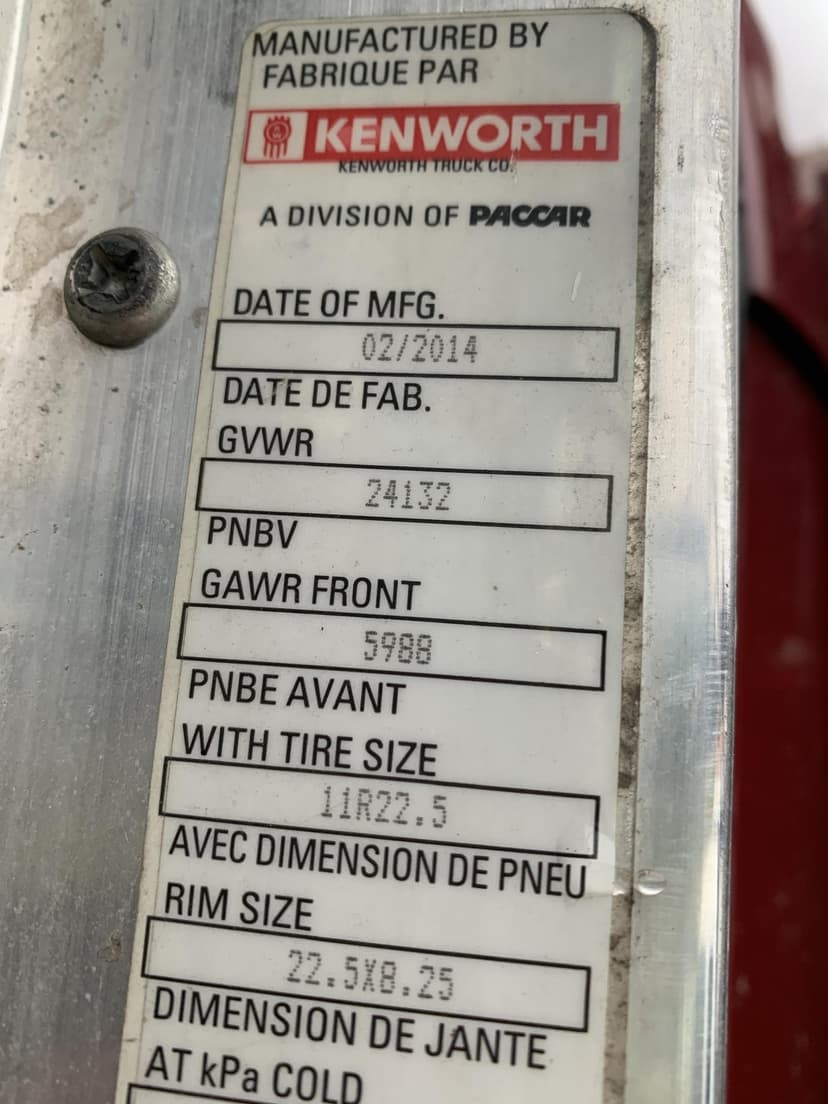 MANUFACTURED BY
FABRIQUE PAR
KENWORTH
KENWORTH TRUCK CO.
A DIVISION OF PACCAR
DATE OF MFG.
02/2014
DATE DE FAB.
GVWR
24132
PNBV
GAWR FRONT
5988
PNBE AVANT
WITH TIRE SIZE
11R22.5
AVEC DIMENSION DE PNEU
RIM SIZE
22.5X8.25
DIMENSION DE JANTE
AT kPa COLD